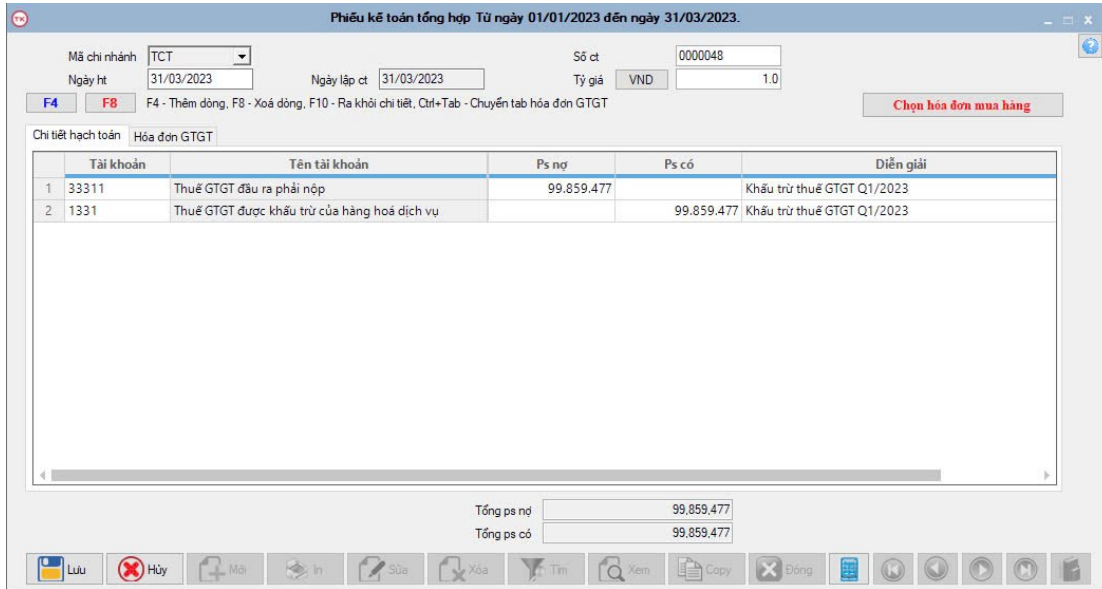 TK Phiếu kế toán tổng hợp Từ ngày 01/01/2023 đến ngày 31/03/2023.
Mã chi nhánh TCT Số ct 0000048
Ngày ht 31/03/2023 Ngày lập ct 31/03/2023 Tỷ giá VND 1.0
F4 F8 F4 - Thêm dòng, F8 - Xoá dòng, F10 - Ra khỏi chi tiết, Ctrl+Tab - Chuyển tab hóa đơn GTGT Chọn hóa đơn mua hàng
Chi tiết hạch toán Hóa đơn GTGT
Tài khoản Tên tài khoản Ps nợ Ps có Diễn giải
1 33311 Thuế GTGT đầu ra phải nộp 99.859.477 Khấu trừ thuế GTGT Q1/2023
2 1331 Thuế GTGT được khấu trừ của hàng hoá dịch vụ 99.859.477 Khấu trừ thuế GTGT Q1/2023
Tổng ps nợ 99,859,477
Tổng ps có 99,859,477
Lưu Hủy Mới In Sửa Xóa Tìm Xem Copy Đóng